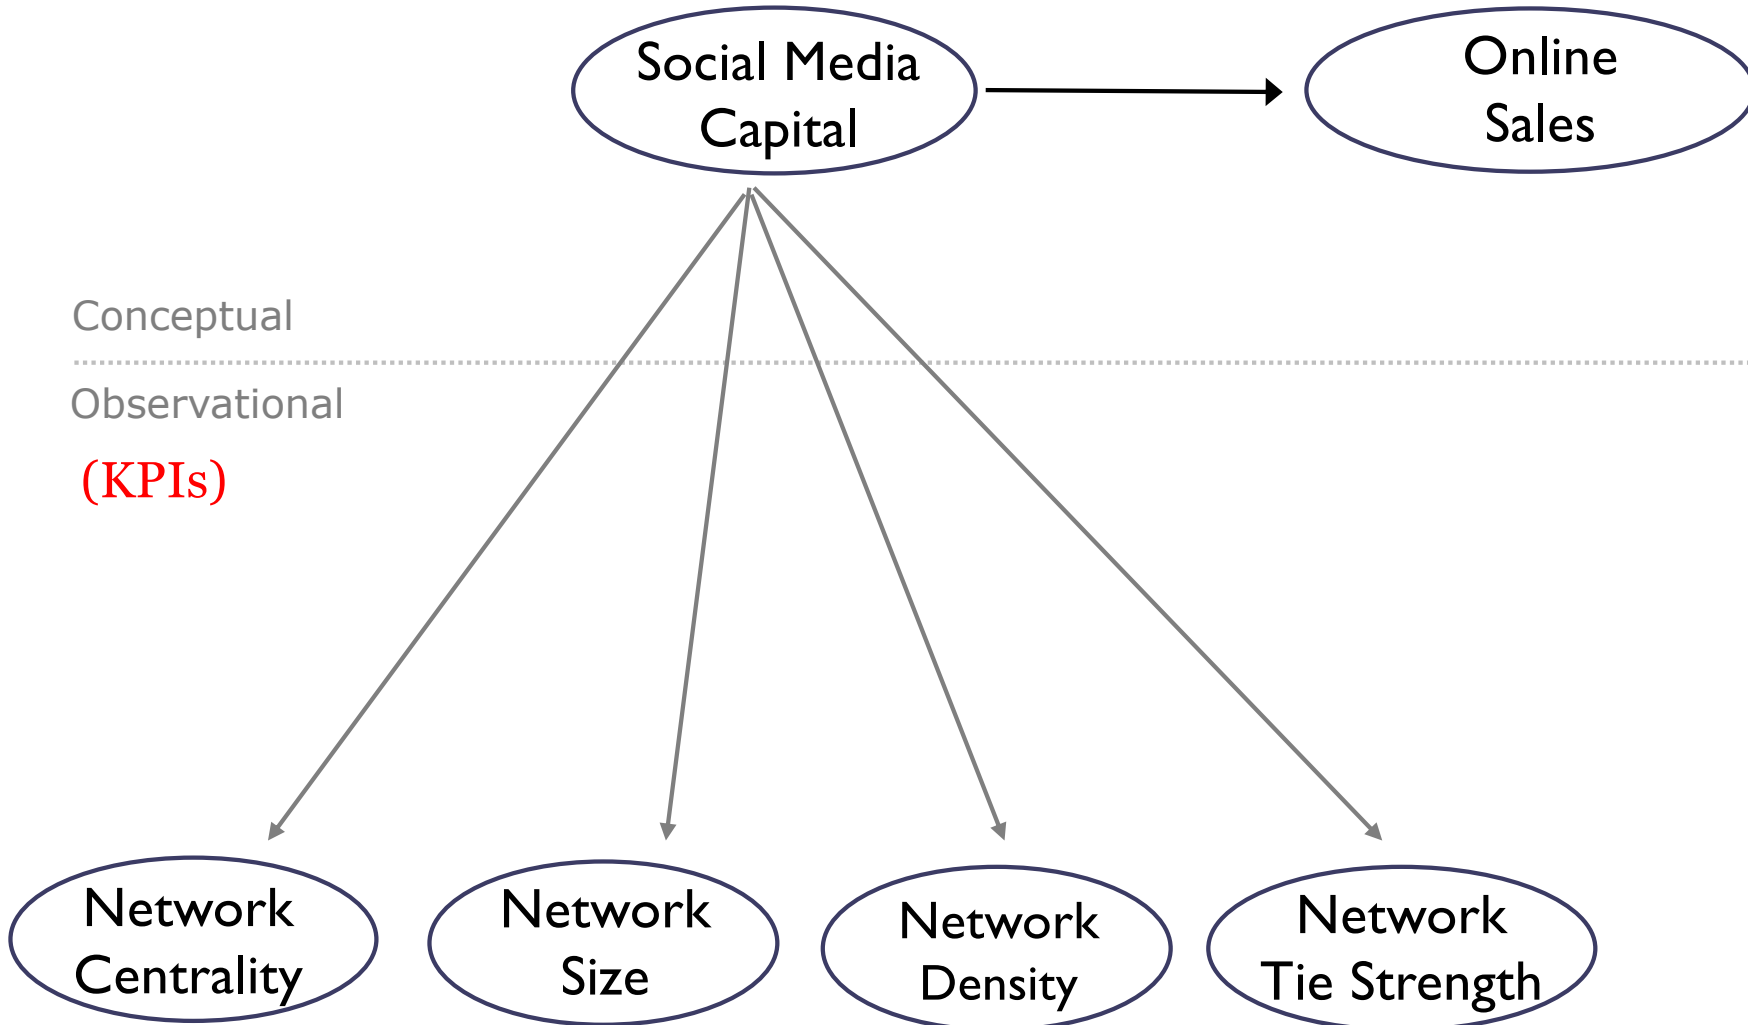 Social Media
Capital
Online
Sales
Conceptual
Observational
(KPIs)
Network
Centrality
Network
Size
Network
Density
Network
Tie Strength